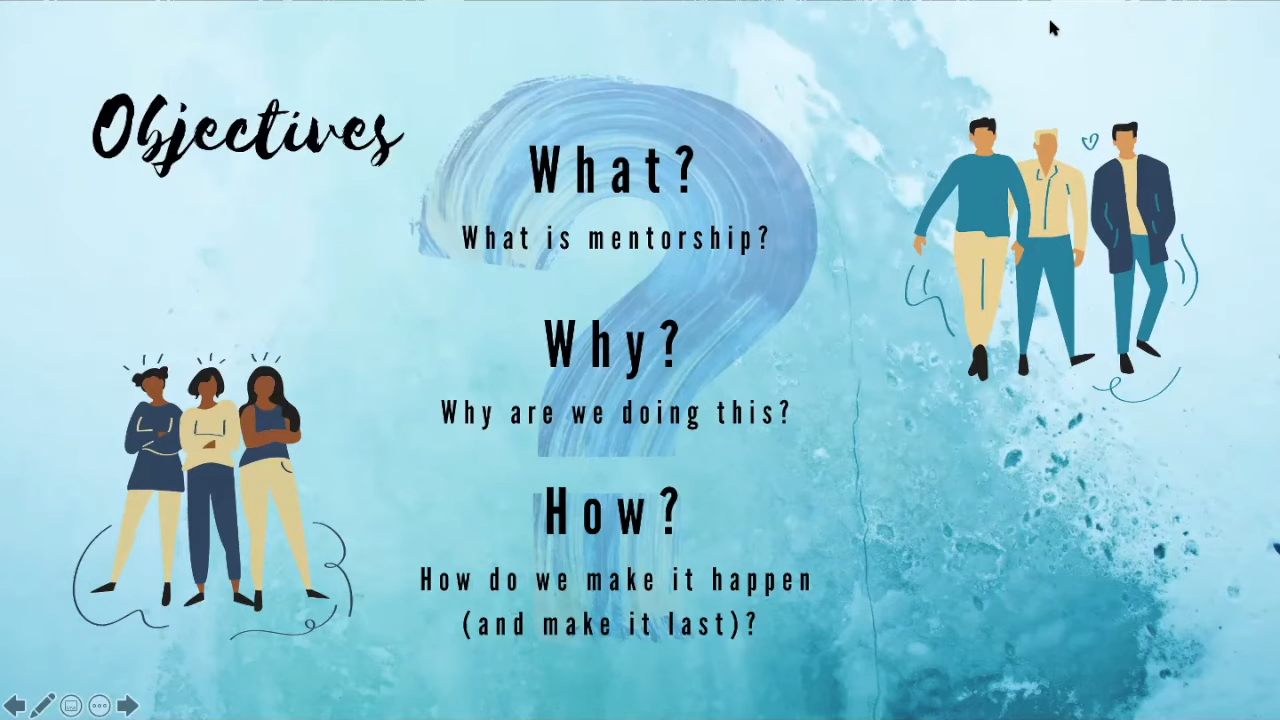 Objectives
What?
What is mentorship?
Why?
Why are we doing this?
How?
How do we make it happen
(and make it last)?